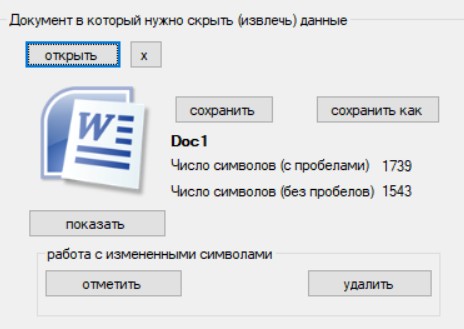 Документ в который нужно скрыть (извлечь) данные
открыть x
сохранить сохранить как
Doc1
Число символов (с пробелами) 1739
Число символов (без пробелов) 1543
показать
работа с измененными символами
отметить удалить